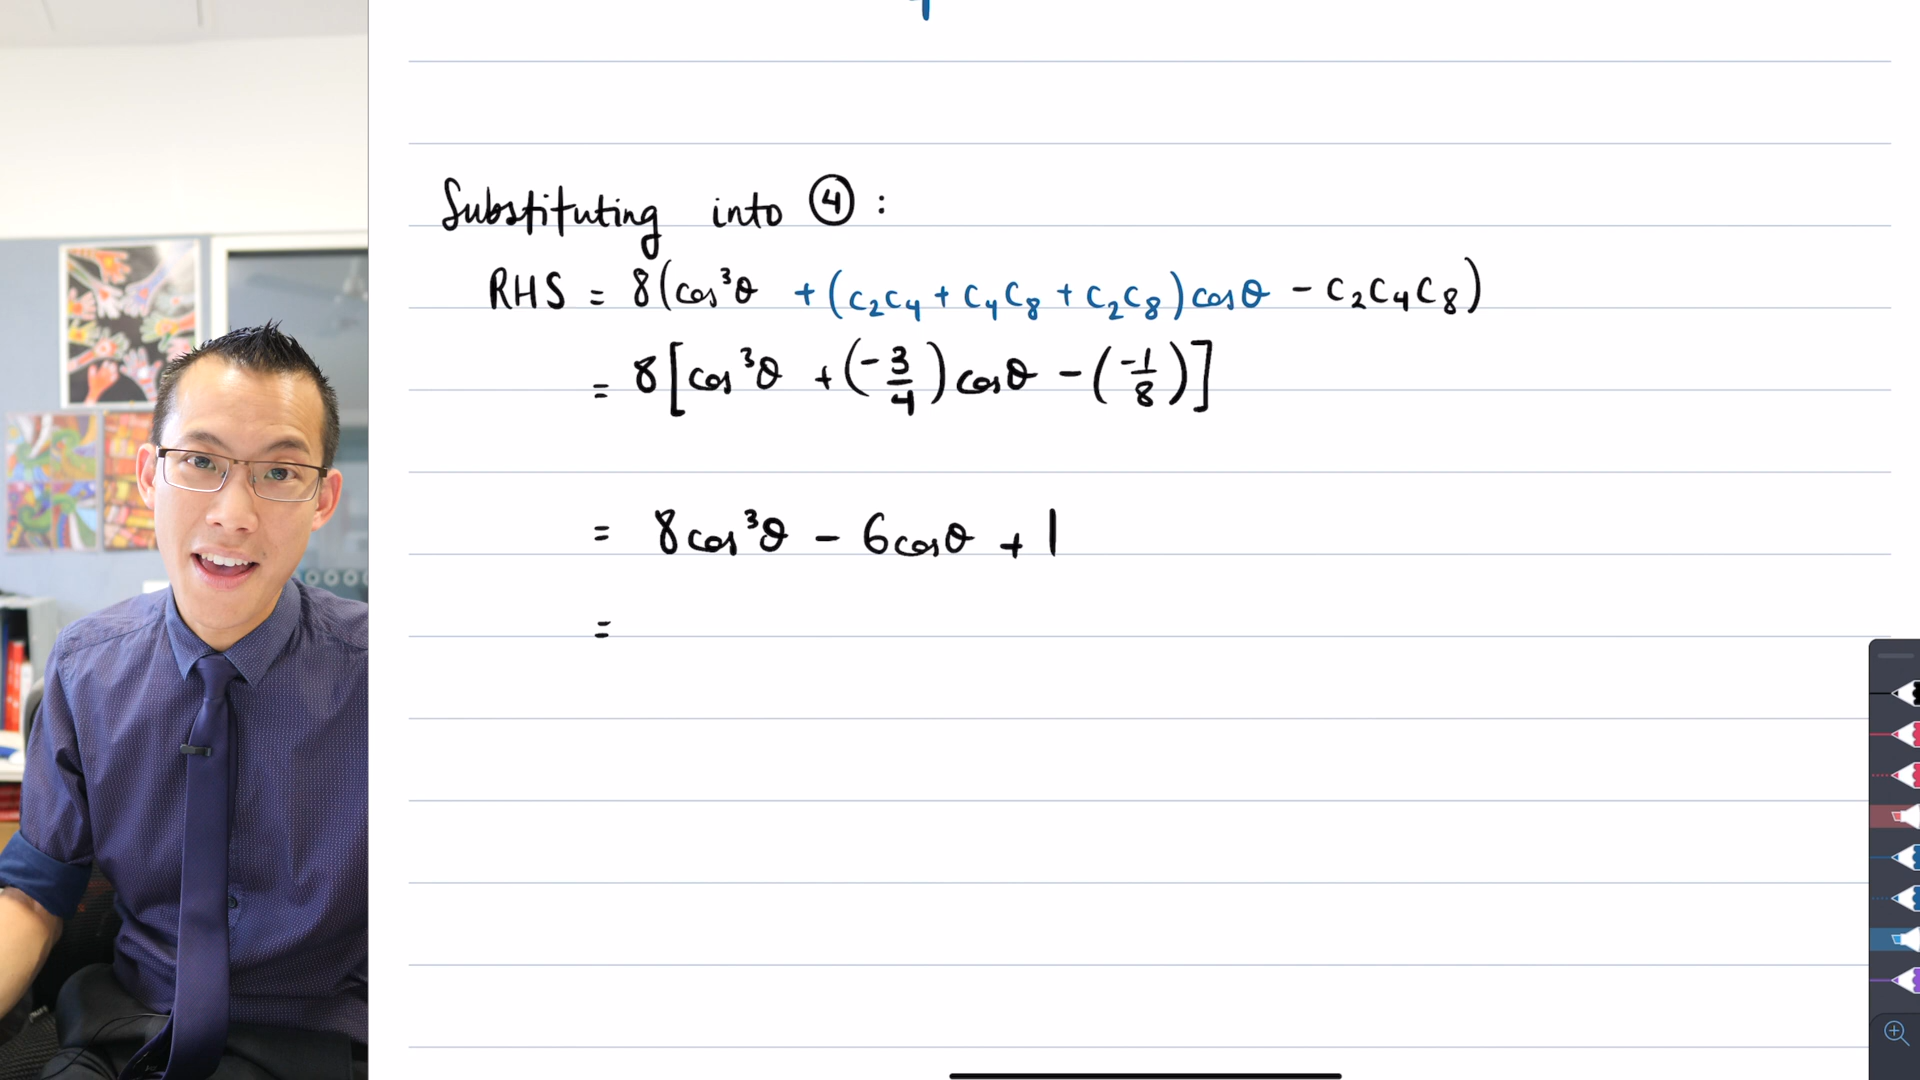 Substituting into ④ :
RHS = 8(cos³θ + (c₂c₄ + c₄c₈ + c₂c₈)cosθ − c₂c₄c₈)
= 8[cos³θ + (−3/4)cosθ − (−1/8)]
= 8cos³θ − 6cosθ + 1
=